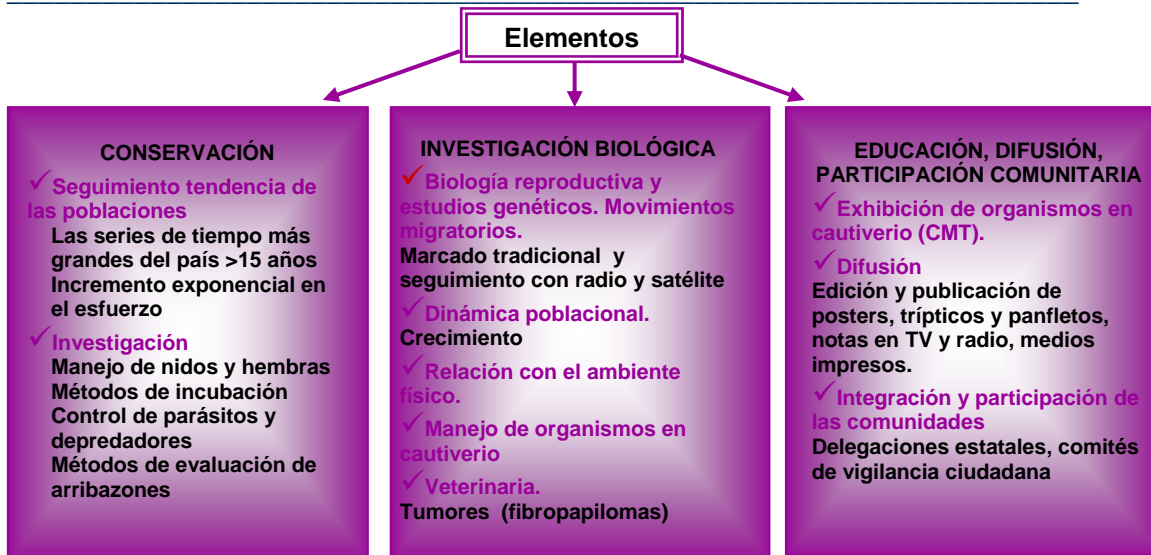 Elementos
CONSERVACIÓN
✓Seguimiento tendencia de
las poblaciones
Las series de tiempo más
grandes del país >15 años
Incremento exponencial en
el esfuerzo
✓Investigación
Manejo de nidos y hembras
Métodos de incubación
Control de parásitos y
depredadores
Métodos de evaluación de
arribazones
INVESTIGACIÓN BIOLÓGICA
✓Biología reproductiva y
estudios genéticos. Movimientos
migratorios.
Marcado tradicional y
seguimiento con radio y satélite
✓Dinámica poblacional.
Crecimiento
✓Relación con el ambiente
físico.
✓Manejo de organismos en
cautiverio
✓Veterinaria.
Tumores (fibropapilomas)
EDUCACIÓN, DIFUSIÓN,
PARTICIPACIÓN COMUNITARIA
✓Exhibición de organismos en
cautiverio (CMT).
✓Difusión
Edición y publicación de
posters, trípticos y panfletos,
notas en TV y radio, medios
impresos.
✓Integración y participación de
las comunidades
Delegaciones estatales, comités
de vigilancia ciudadana